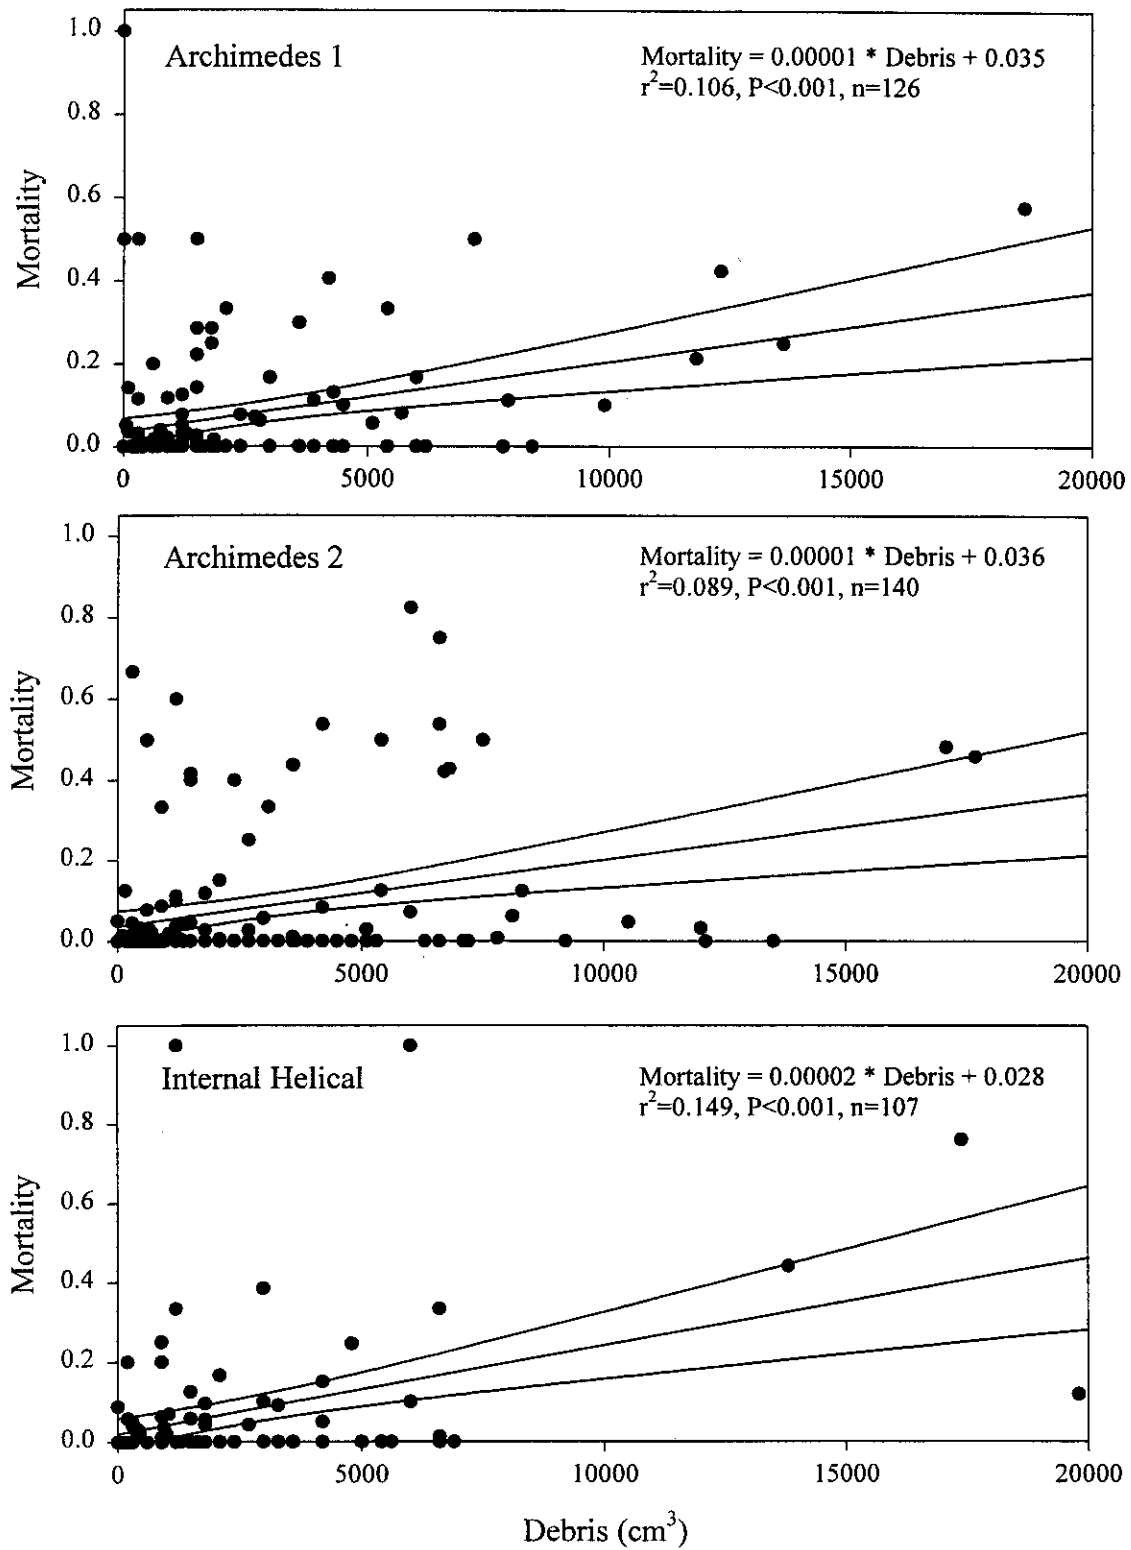 Archimedes 1
Mortality = 0.00001 * Debris + 0.035
r²=0.106, P<0.001, n=126
Mortality
1.0
0.8
0.6
0.4
0.2
0.0
0 5000 10000 15000 20000
Archimedes 2
Mortality = 0.00001 * Debris + 0.036
r²=0.089, P<0.001, n=140
Mortality
1.0
0.8
0.6
0.4
0.2
0.0
0 5000 10000 15000 20000
Internal Helical
Mortality = 0.00002 * Debris + 0.028
r²=0.149, P<0.001, n=107
Mortality
1.0
0.8
0.6
0.4
0.2
0.0
0 5000 10000 15000 20000
Debris (cm³)